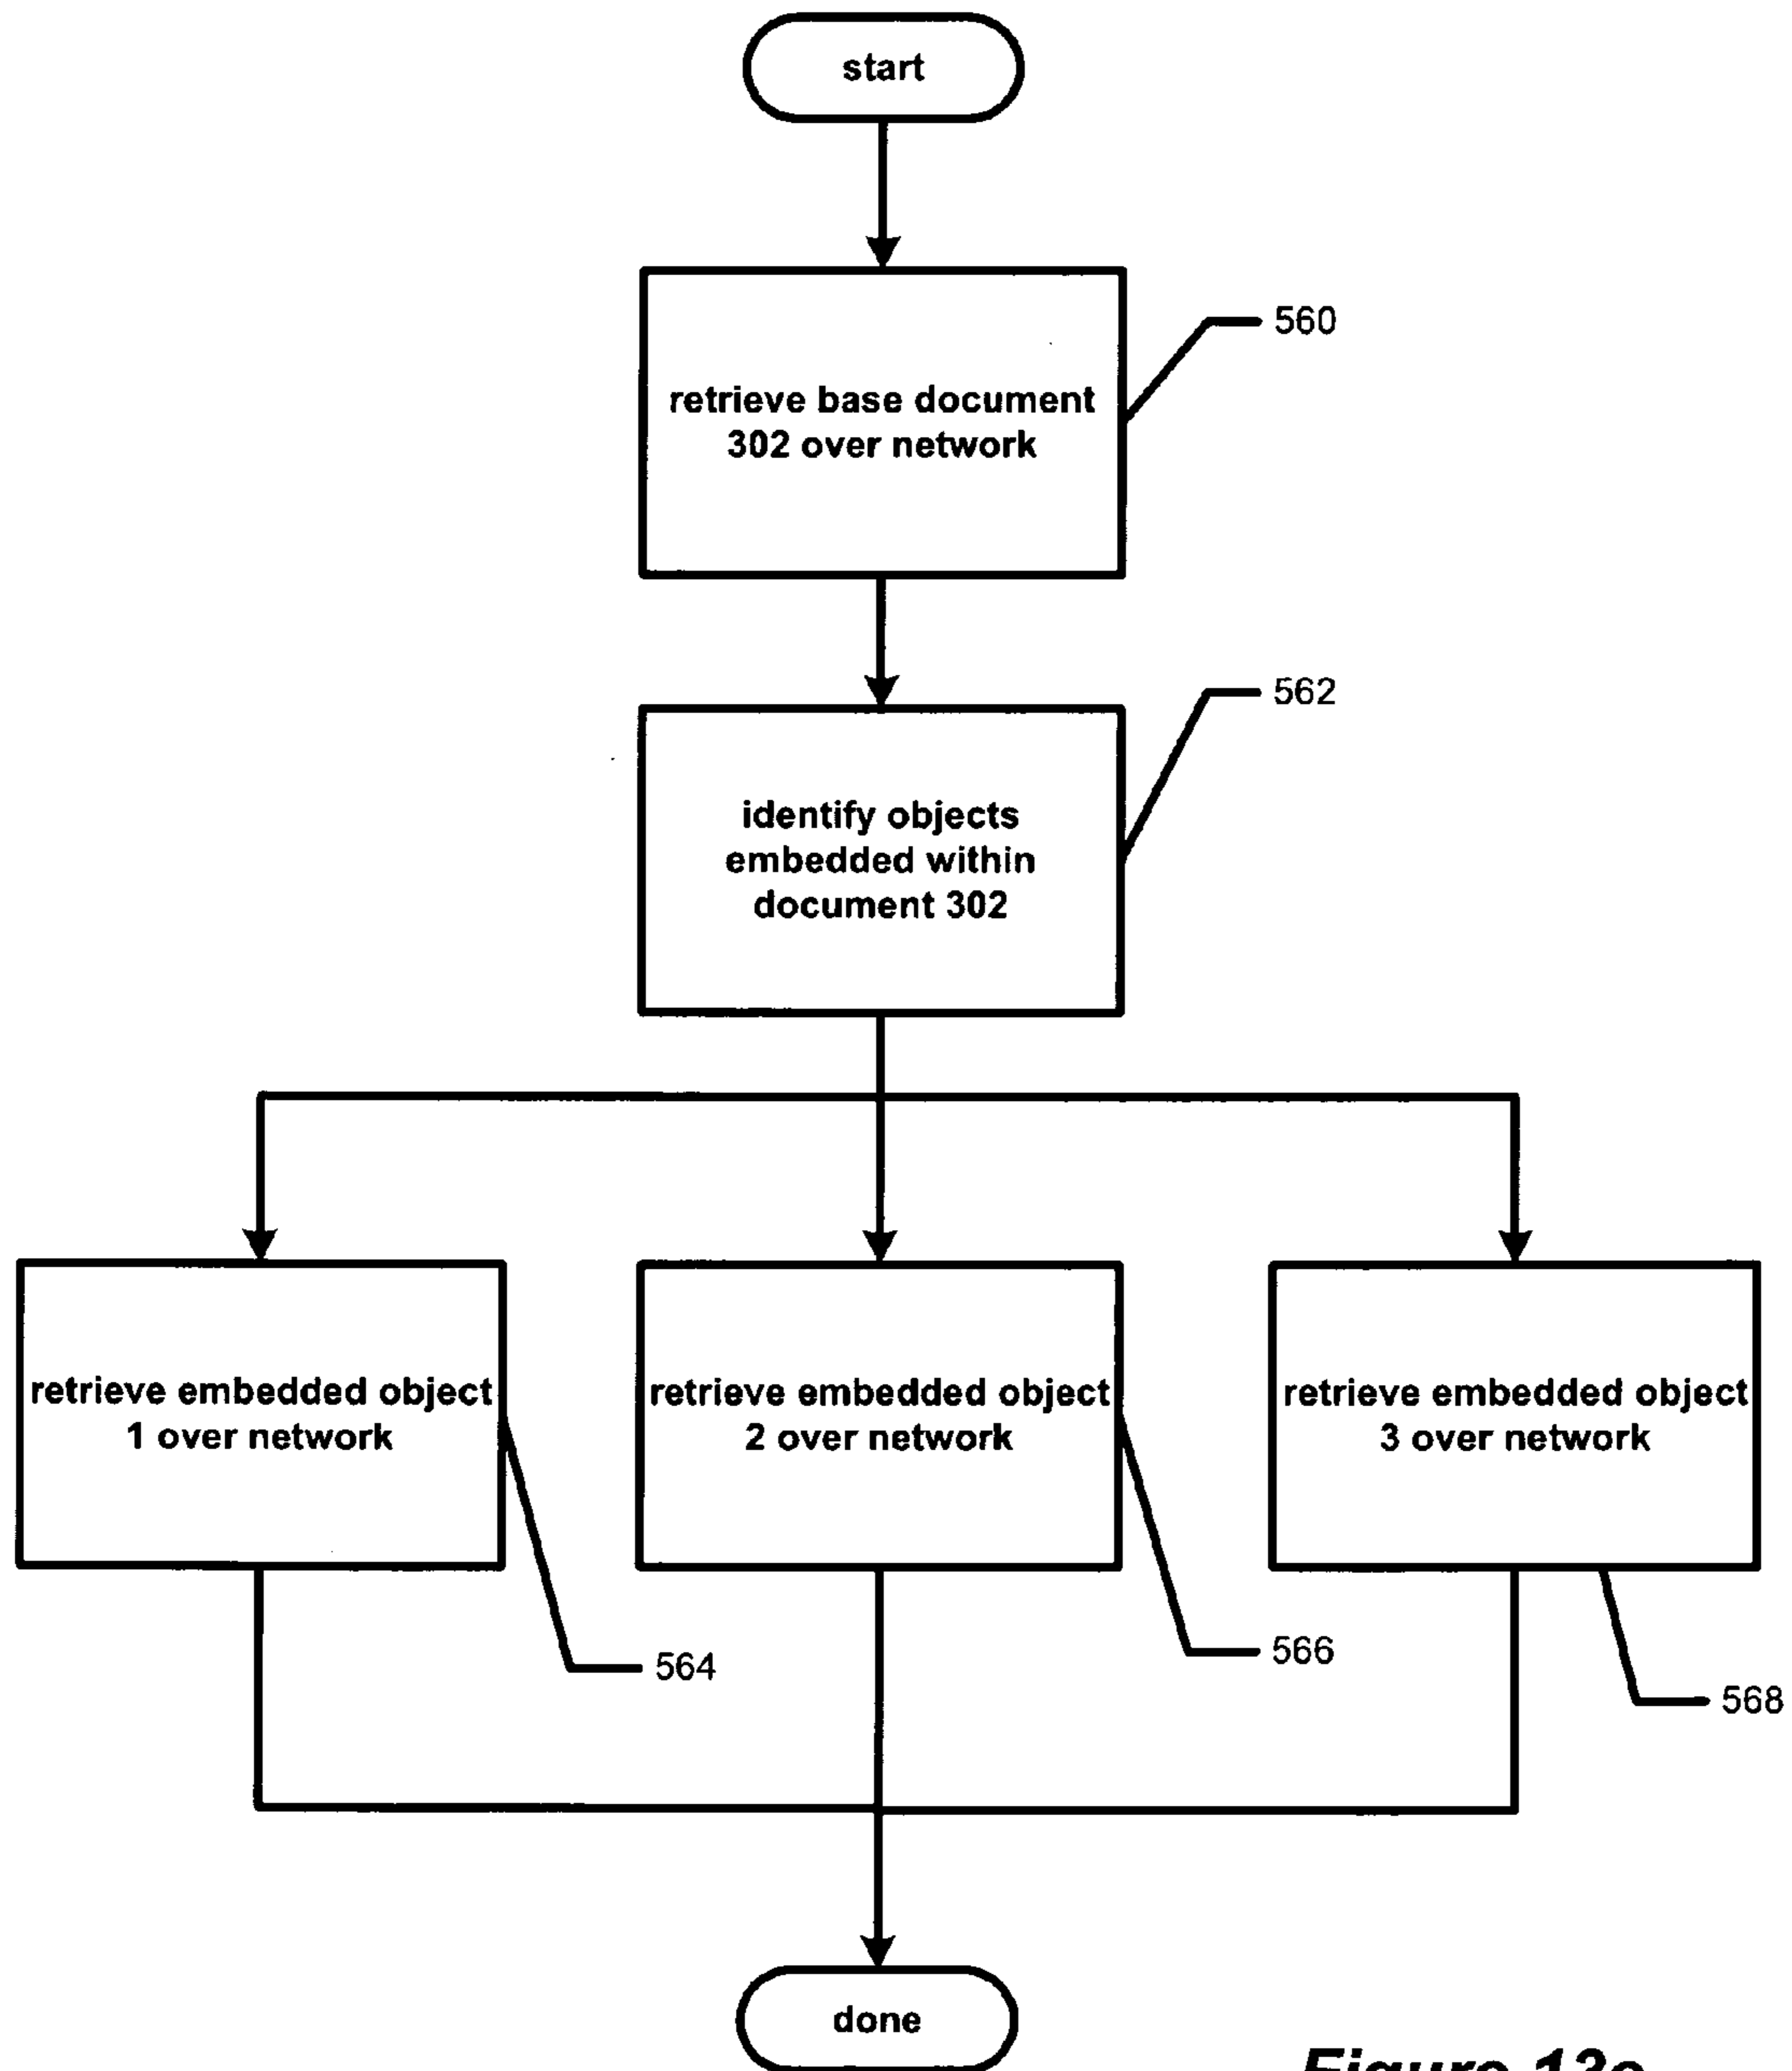 start
560
retrieve base document
302 over network
562
identify objects
embedded within
document 302
retrieve embedded object
1 over network
retrieve embedded object
2 over network
retrieve embedded object
3 over network
564
566
568
done